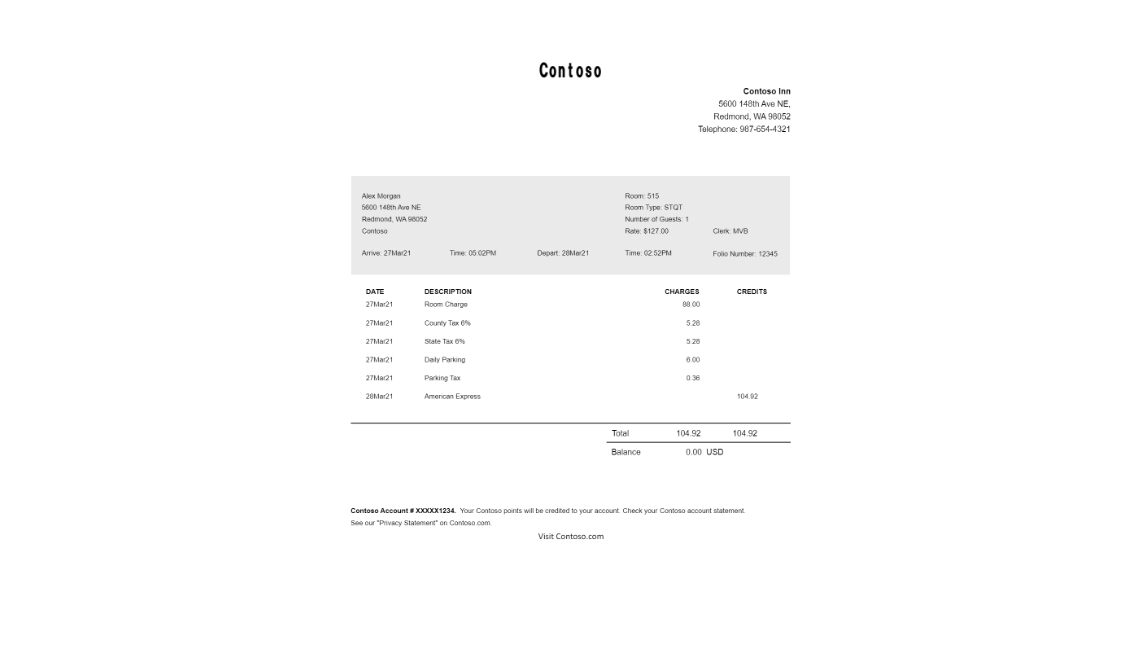 Contoso
Contoso Inn
5600 148th Ave NE,
Redmond, WA 98052
Telephone: 987-654-4321
Alex Morgan
5600 148th Ave NE
Redmond, WA 98052
Contoso
Room: 515
Room Type: STQT
Number of Guests: 1
Rate: $127.00 Clerk: MVB
Arrive: 27Mar21 Time: 05:02PM Depart: 28Mar21 Time: 02:52PM Folio Number: 12345
DATE DESCRIPTION CHARGES CREDITS
27Mar21 Room Charge 88.00
27Mar21 County Tax 6% 5.28
27Mar21 State Tax 6% 5.28
27Mar21 Daily Parking 6.00
27Mar21 Parking Tax 0.36
28Mar21 American Express 104.92
Total 104.92 104.92
Balance 0.00 USD
Contoso Account # XXXXX1234. Your Contoso points will be credited to your account. Check your Contoso account statement.
See our "Privacy Statement" on Contoso.com.
Visit Contoso.com